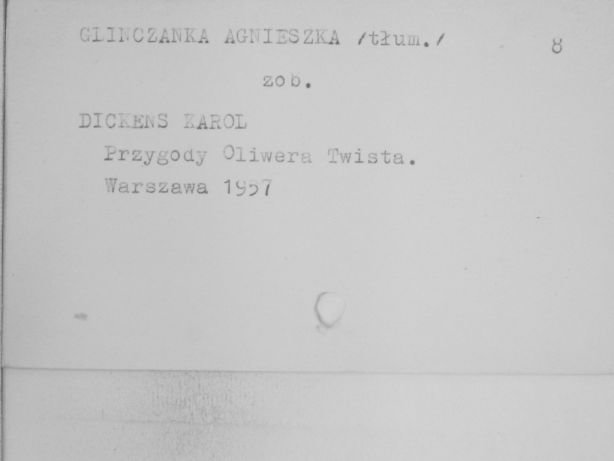 GLINCZANKA AGNIESZKA /tłum./ 8
zob.
DICKENS KAROL
Przygody Oliwera Twista.
Warszawa 1957